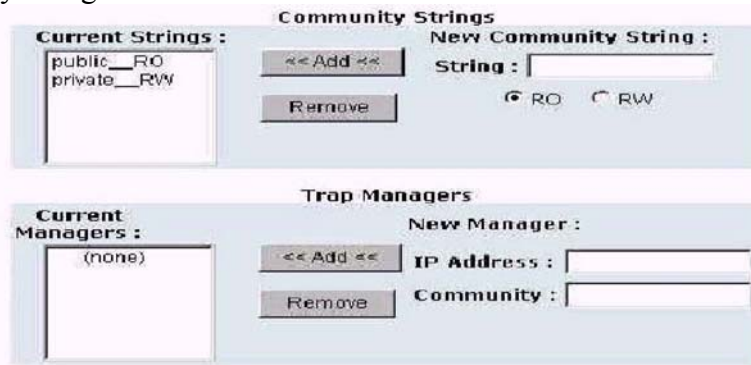 Community Strings
Current Strings :
public__RO
private__RW
<< Add <<
Remove
New Community String :
String :
RO RW
Trap Managers
Current
Managers :
(none)
<< Add <<
Remove
New Manager :
IP Address :
Community :